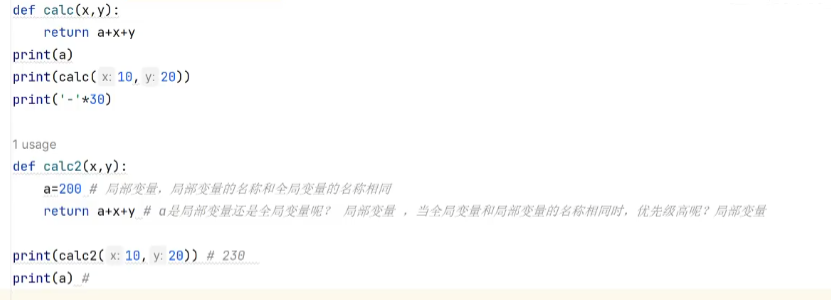 def calc(x,y):
    return a+x+y
print(a)
print(calc( x: 10, y: 20))
print('-'*30)
1 usage
def calc2(x,y):
    a=200 # 局部变量，局部变量的名称和全局变量的名称相同
    return a+x+y # a是局部变量还是全局变量呢？ 局部变量 ，当全局变量和局部变量的名称相同时，优先级高呢？局部变量
print(calc2( x: 10, y: 20)) # 230
print(a) #